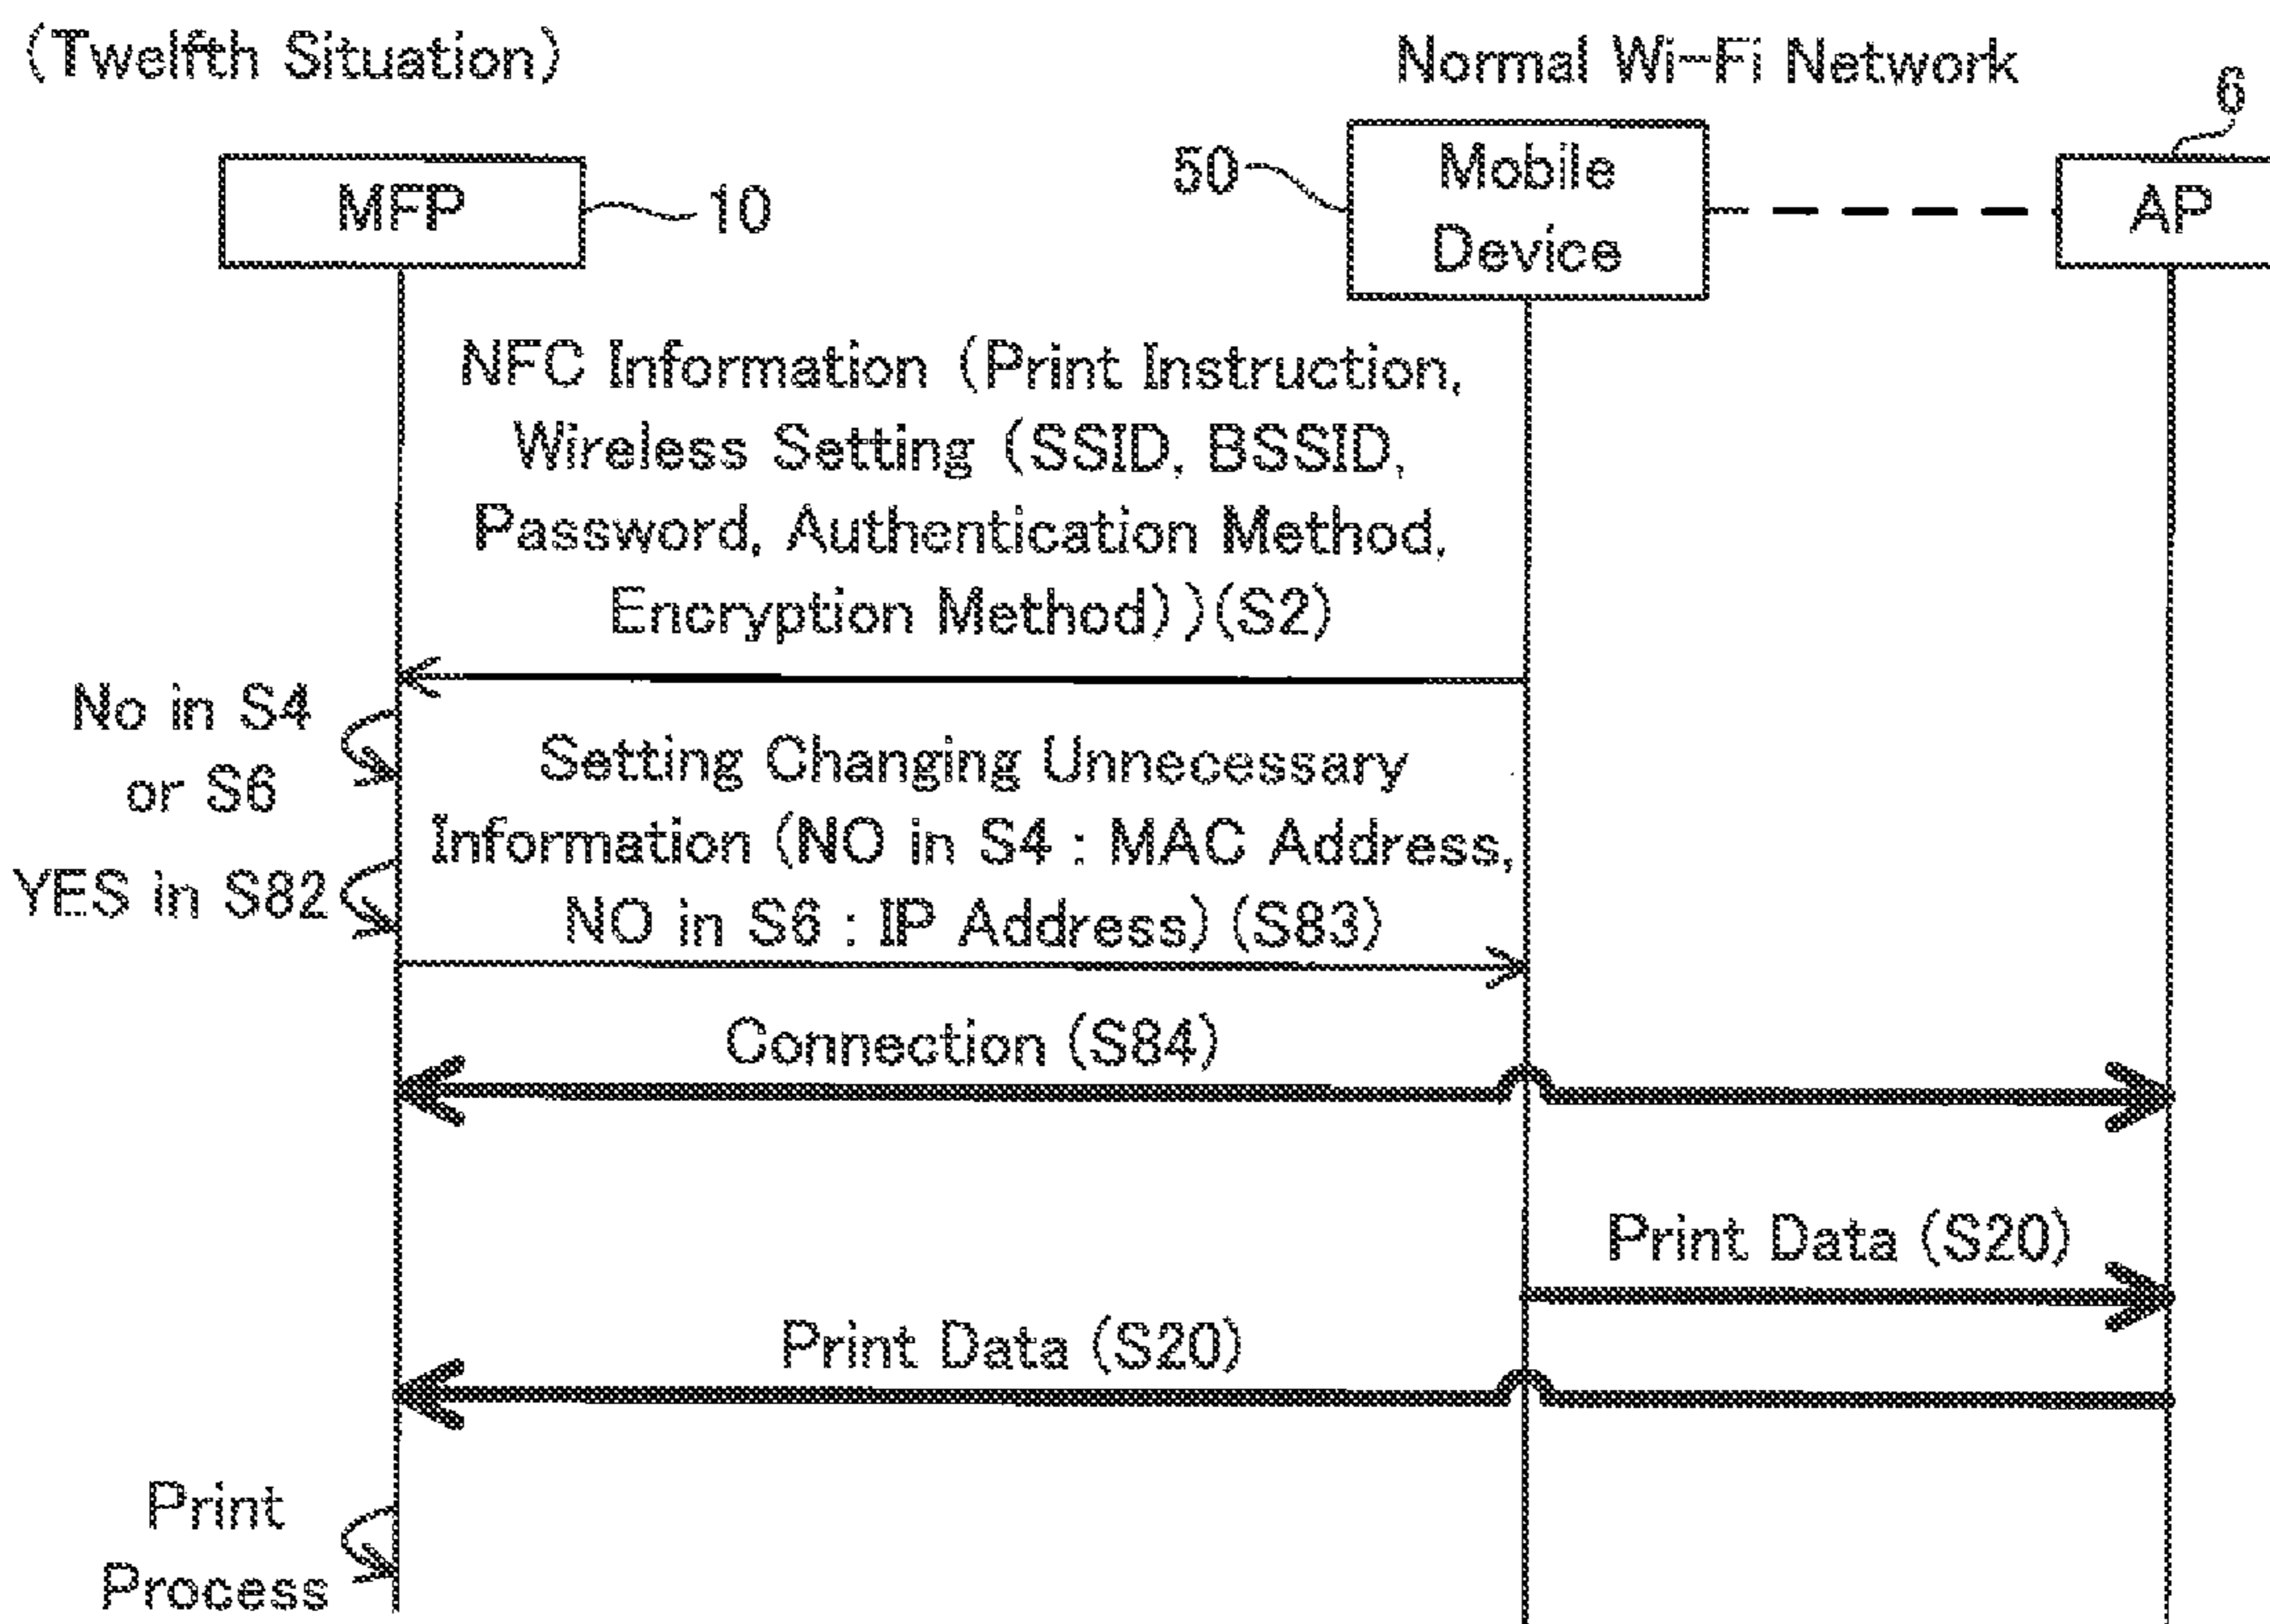 (Twelfth Situation)
Normal Wi-Fi Network
6
MFP
10
50
Mobile
Device
AP
NFC Information (Print Instruction,
Wireless Setting (SSID, BSSID,
Password, Authentication Method,
Encryption Method))(S2)
No in S4
or S6
YES in S82
Setting Changing Unnecessary
Information (NO in S4 : MAC Address,
NO in S6 : IP Address) (S83)
Connection (S84)
Print Data (S20)
Print Data (S20)
Print
Process